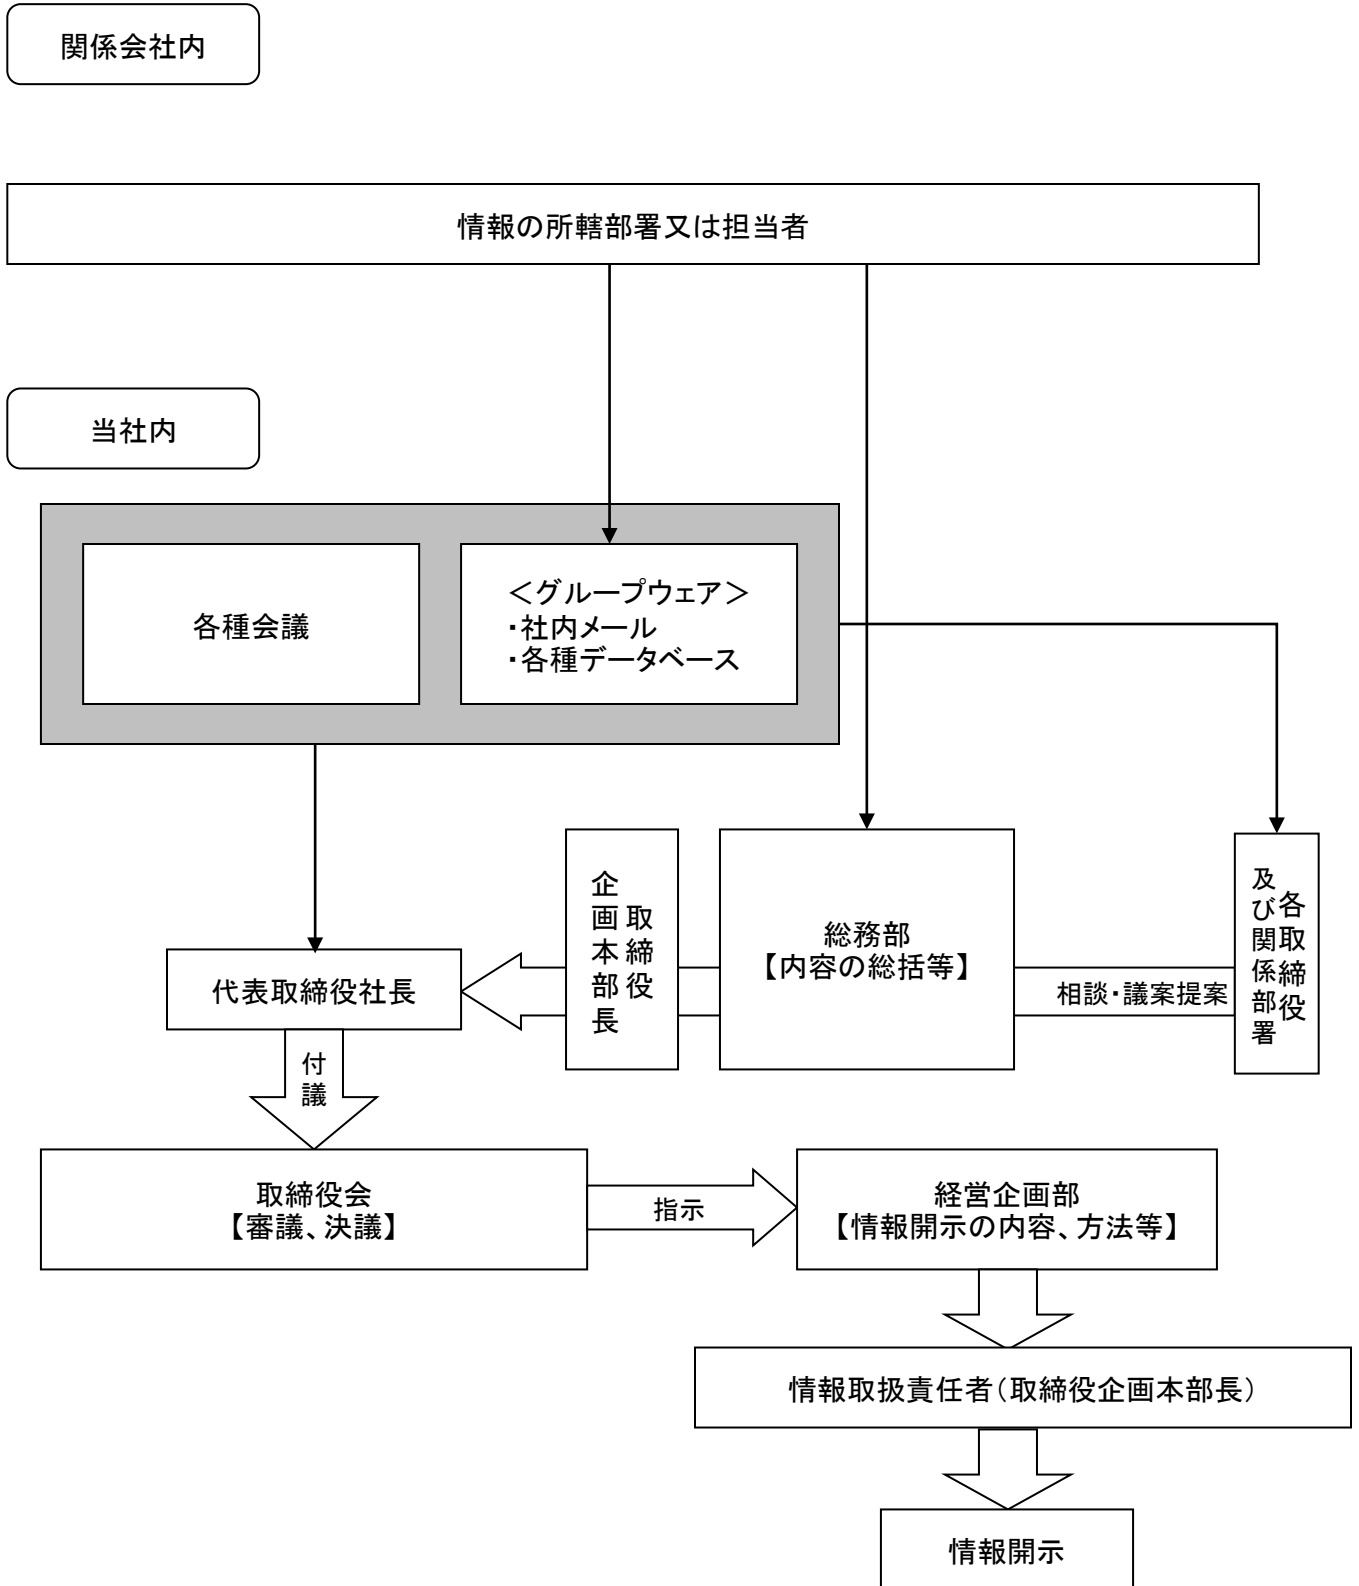 関係会社内
情報の所轄部署又は担当者
当社内
各種会議
＜グループウェア＞
・社内メール
・各種データベース
取締役
企画本部長
総務部
【内容の総括等】
各取締役
及び関係部署
相談・議案提案
代表取締役社長
付議
取締役会
【審議、決議】
指示
経営企画部
【情報開示の内容、方法等】
情報取扱責任者（取締役企画本部長）
情報開示